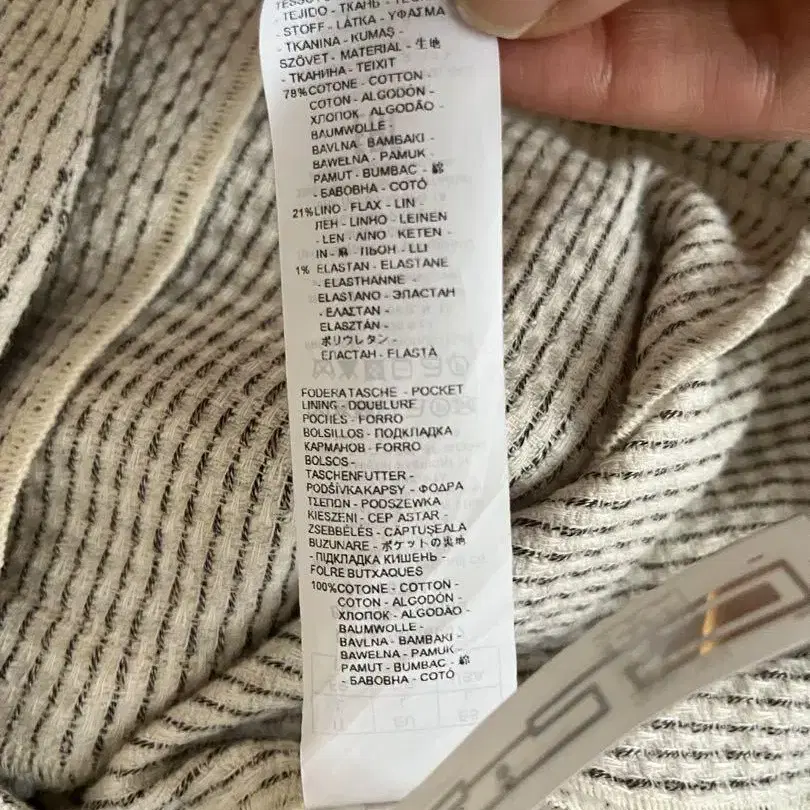 - TEJIDO - ТКАНЬ -
- STOFF - LÁTKA - ΥΦΑΣΜΑ
- TKANINA - KUMAŞ -
SZÖVET - MATERIAL - 生地
- ТКАНИНА - TEIXIT
78%COTONE - COTTON -
COTON - ALGODÓN -
ХЛОПОК ALGODÃO -
BAUMWOLLE -
BAVLNA - BAMBAKI -
BAWEŁNA - PAMUK -
PAMUT - BUMBAC - 綿
- БАВОВНА - COTÓ
21%LINO - FLAX - LIN -
ЛЕН - LINHO - LEINEN
- LEN - ΛΙΝΟ KETEN -
IN - 麻 - ЛЬОН - LLI
1% ELASTAN - ELASTANE
- ELASTHANNE -
ELASTANO - ЭЛАСТАН
- ΕΛΑΣΤΑΝ -
ELASZTÁN -
ポリウレタン -
ЕЛАСТАН - ELASTÀ
FODERA TASCHE - POCKET
LINING - DOUBLURE
POCHES - FORRO
BOLSILLOS - ПОДКЛАДКА
КАРМАНОВ - FORRO
BOLSOS -
TASCHENFUTTER -
PODŠÍVKA KAPSY - ΦΟΔΡΑ
ΤΣΕΠΩΝ - PODSZEWKA
KIESZENI - CEP ASTAR -
ZSEBBÉLÉS - CĂPTUŞEALA
BUZUNARE - ポケットの裏地
- ПІДКЛАДКА КИШЕНЬ -
FOLRE BUTXAQUES
100%COTONE - COTTON -
COTON - ALGODÓN -
ХЛОПОК - ALGODÃO -
BAUMWOLLE -
BAVLNA - BAMBAKI -
BAWEŁNA - PAMUK -
PAMUT - BUMBAC - 綿
- БАВОВНА - COTÓ